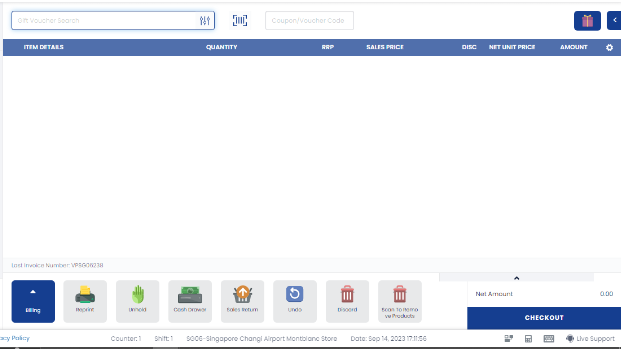 Gift Voucher Search
Coupon/Voucher Code
ITEM DETAILS QUANTITY RRP SALES PRICE DISC NET UNIT PRICE AMOUNT
Last Invoice Number: VPSG06238
Billing
Reprint
Unhold
Cash Drawer
Sales Return
Undo
Discard
Scan To Remo
ve Products
Net Amount 0.00
CHECKOUT
acy Policy Counter: 1 Shift: 1 SG06-Singapore Changi Airport Montblanc Store Date: Sep 14, 2023 17:11:56 Live Support